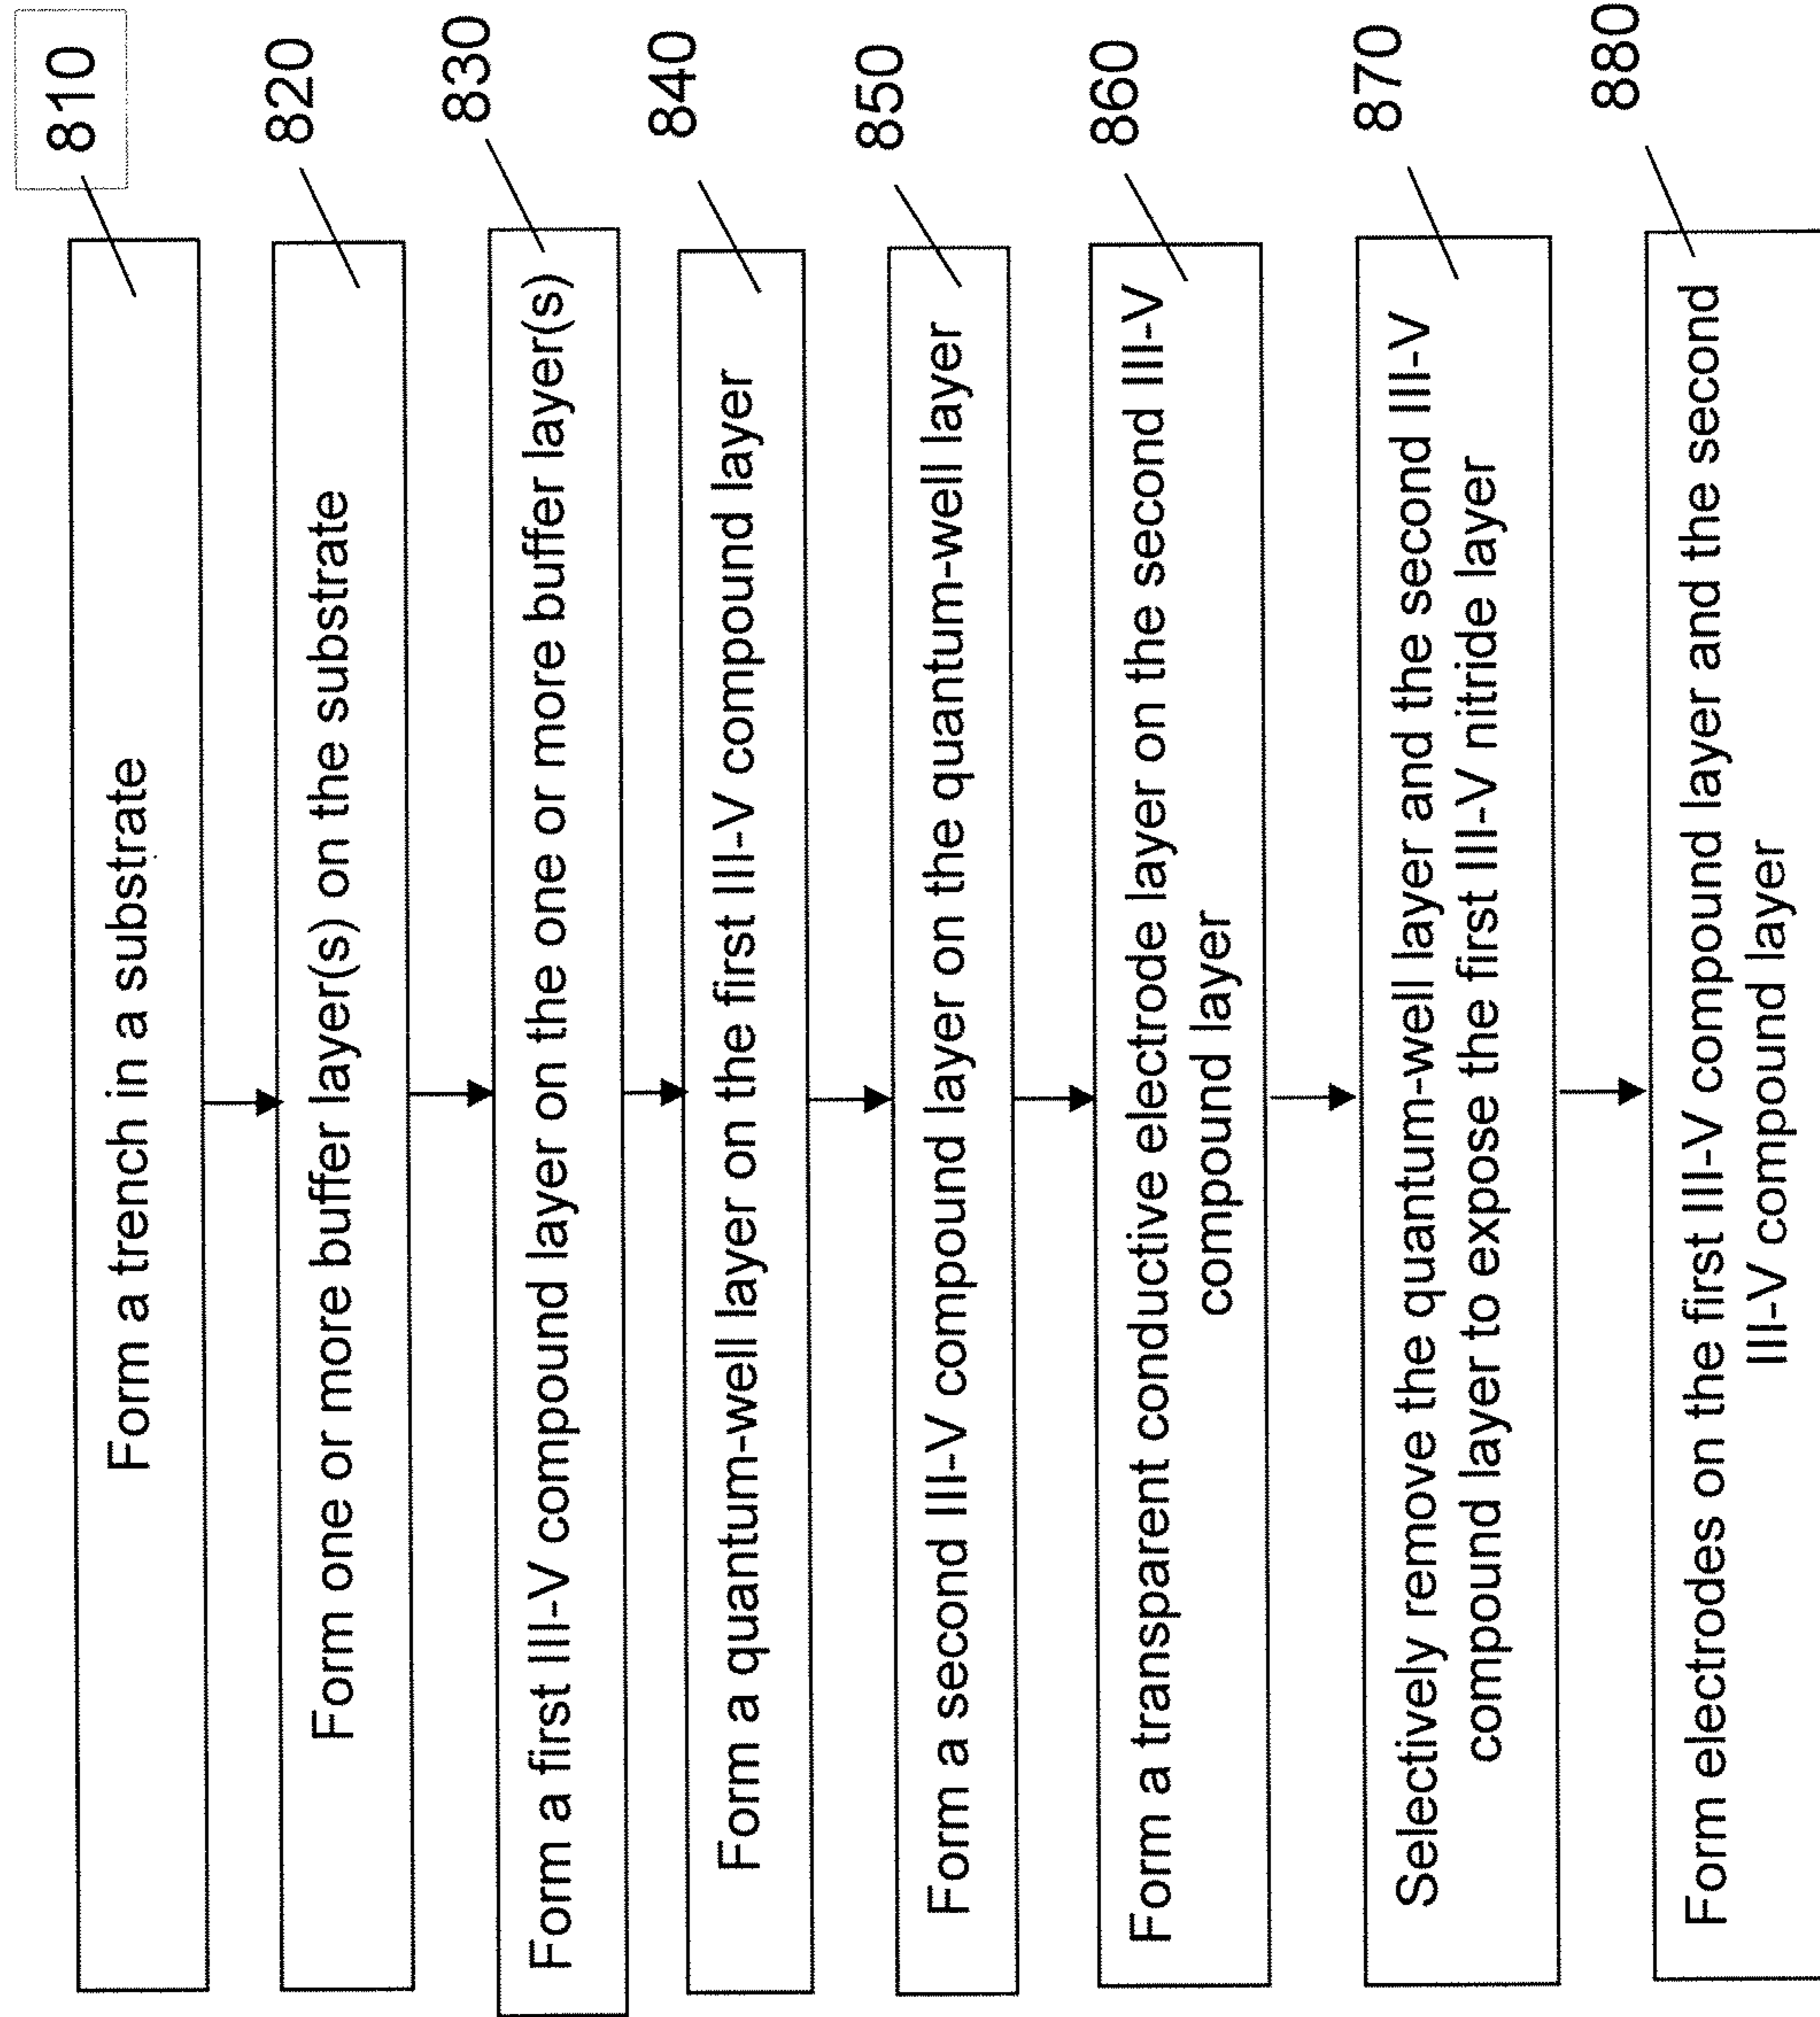 810
Form a trench in a substrate
820
Form one or more buffer layer(s) on the substrate
830
Form a first IIII-V compound layer on the one or more buffer layer(s)
840
Form a quantum-well layer on the first IIII-V compound layer
850
Form a second III-V compound layer on the quantum-well layer
860
Form a transparent conductive electrode layer on the second III-V
compound layer
870
Selectively remove the quantum-well layer and the second III-V
compound layer to expose the first IIII-V nitride layer
880
Form electrodes on the first IIII-V compound layer and the second
III-V compound layer